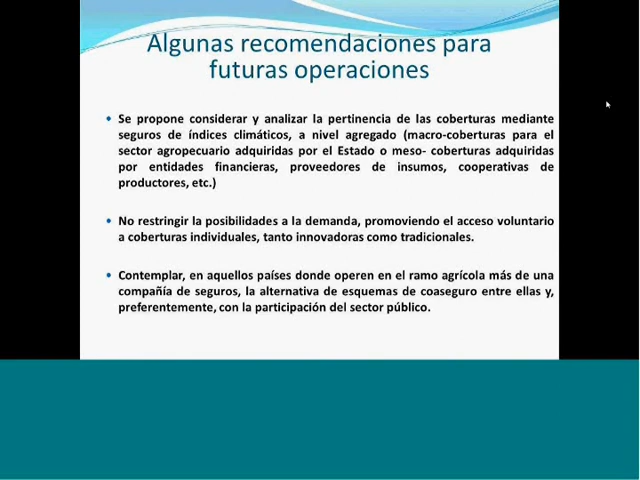 Algunas recomendaciones para
futuras operaciones
• Se propone considerar y analizar la pertinencia de las coberturas mediante
seguros de índices climáticos, a nivel agregado (macro-coberturas para el
sector agropecuario adquiridas por el Estado o meso- coberturas adquiridas
por entidades financieras, proveedores de insumos, cooperativas de
productores, etc.)
• No restringir la posibilidades a la demanda, promoviendo el acceso voluntario
a coberturas individuales, tanto innovadoras como tradicionales.
• Contemplar, en aquellos países donde operen en el ramo agrícola más de una
compañía de seguros, la alternativa de esquemas de coaseguro entre ellas y,
preferentemente, con la participación del sector público.